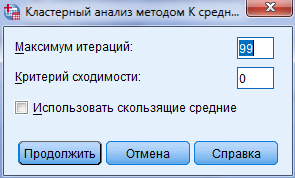 Кластерный анализ методом К средн...
Максимум итераций: 99
Критерий сходимости: 0
Использовать скользящие средние
Продолжить Отмена Справка